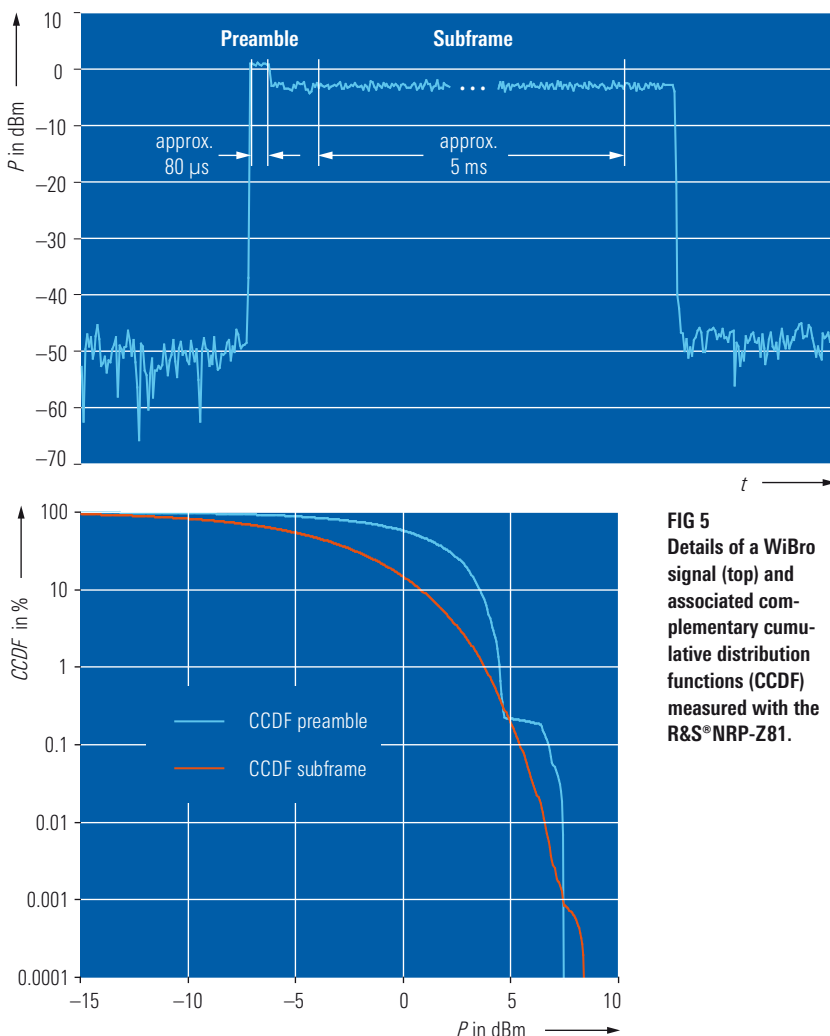 10
0
–10
–20
–30
–40
–50
–60
–70
P in dBm
Preamble
Subframe
approx.
80 µs
approx.
5 ms
...
t
100
10
1
0.1
0.01
0.001
0.0001
CCDF in %
CCDF preamble
CCDF subframe
–15
–10
–5
0
5
10
P in dBm
FIG 5
Details of a WiBro
signal (top) and
associated com-
plementary cumu-
lative distribution
functions (CCDF)
measured with the
R&S®NRP-Z81.